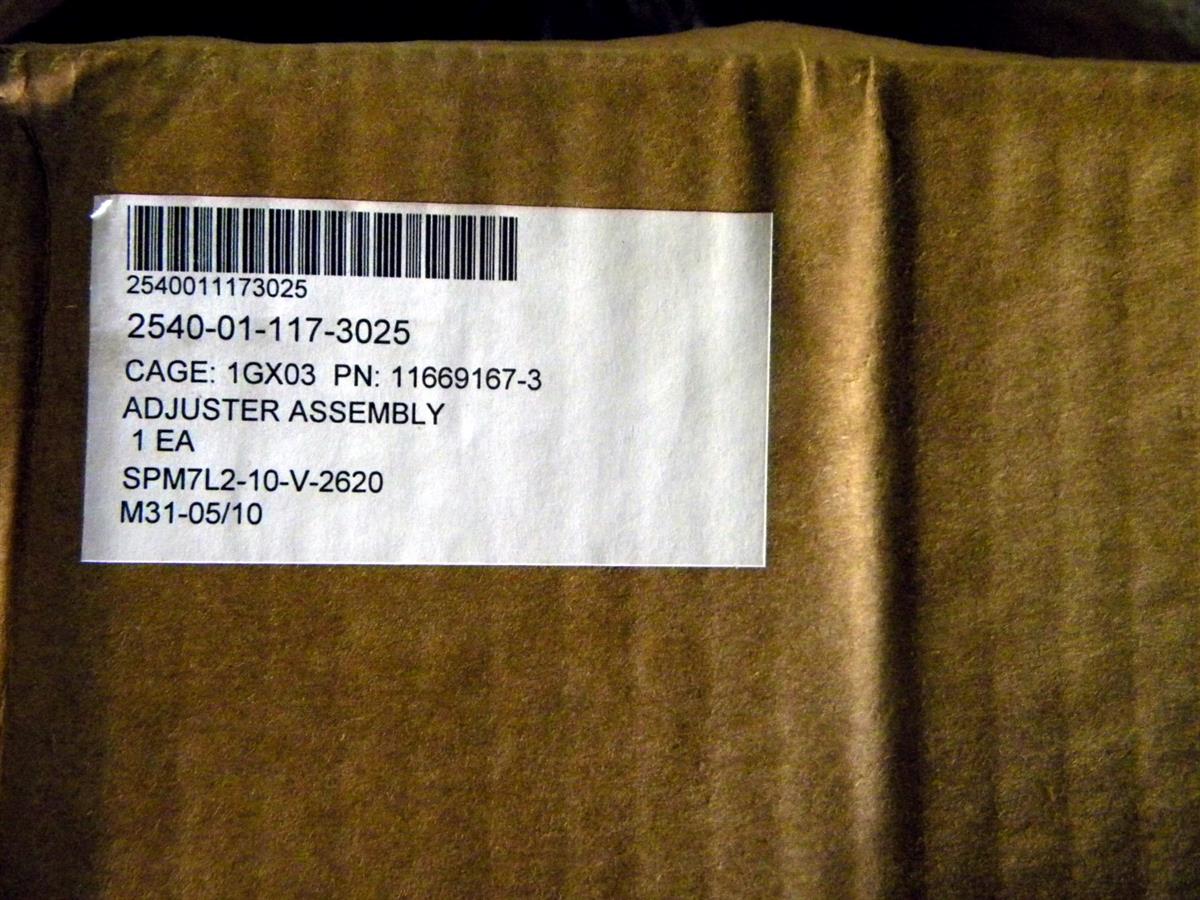 2540011173025
2540-01-117-3025
CAGE: 1GX03 PN: 11669167-3
ADJUSTER ASSEMBLY
1 EA
SPM7L2-10-V-2620
M31-05/10